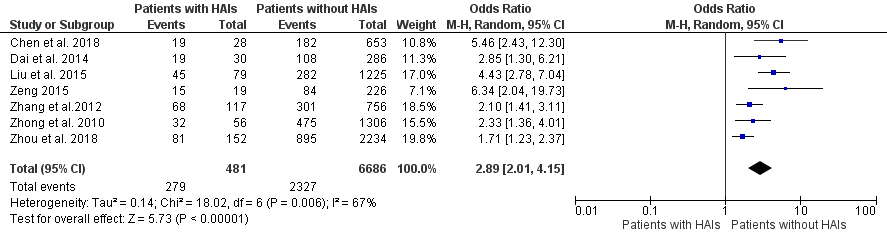 Patients with HAIs Patients without HAIs Odds Ratio Odds Ratio
Study or Subgroup Events Total Events Total Weight M-H, Random, 95% CI M-H, Random, 95% CI
Chen et al. 2018 19 28 182 653 10.8% 5.46 [2.43, 12.30]
Dai et al. 2014 19 30 108 286 11.3% 2.85 [1.30, 6.21]
Liu et al. 2015 45 79 282 1225 17.0% 4.43 [2.78, 7.04]
Zeng 2015 15 19 84 226 7.1% 6.34 [2.04, 19.73]
Zhang et al.2012 68 117 301 756 18.5% 2.10 [1.41, 3.11]
Zhong et al. 2010 32 56 475 1306 15.4% 2.33 [1.36, 4.01]
Zhou et al. 2018 81 152 895 2234 19.8% 1.71 [1.23, 2.37]
Total (95% CI) 481 6686 100.0% 2.89 [2.01, 4.15]
Total events 279 2327
Heterogeneity: Tau² = 0.14; Chi² = 18.02, df = 6 (P = 0.006); I² = 67%
Test for overall effect: Z = 5.73 (P < 0.00001)
0.01 0.1 1 10 100
Patients with HAIs Patients without HAIs